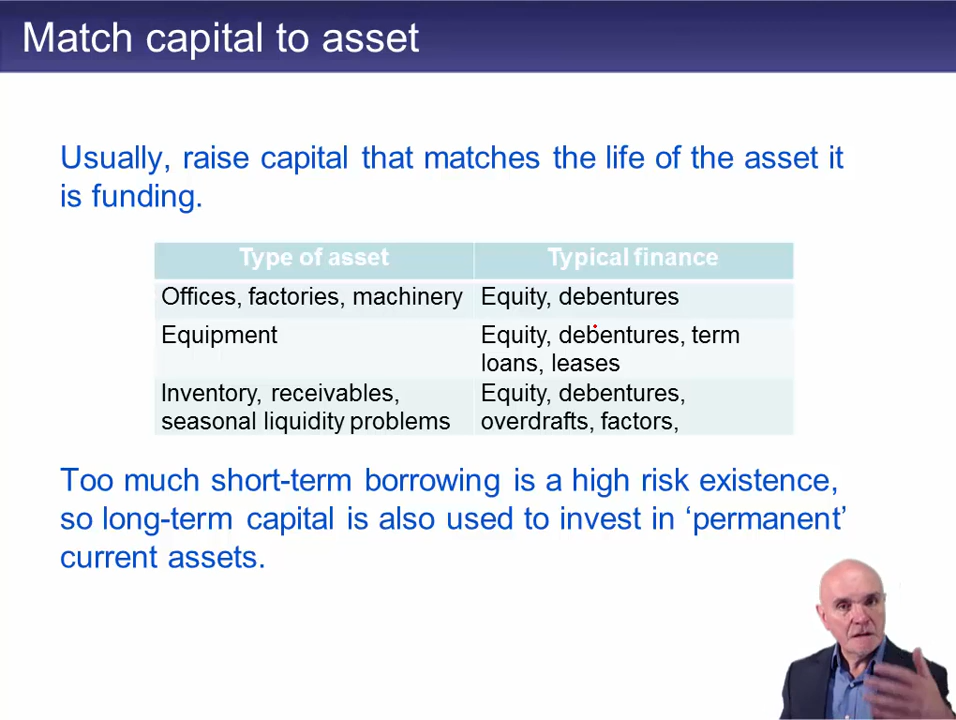 Match capital to asset
Usually, raise capital that matches the life of the asset it
is funding.
Type of asset
Typical finance
Offices, factories, machinery
Equity, debentures
Equipment
Equity, debentures, term
loans, leases
Inventory, receivables,
seasonal liquidity problems
Equity, debentures,
overdrafts, factors,
Too much short-term borrowing is a high risk existence,
so long-term capital is also used to invest in ‘permanent’
current assets.